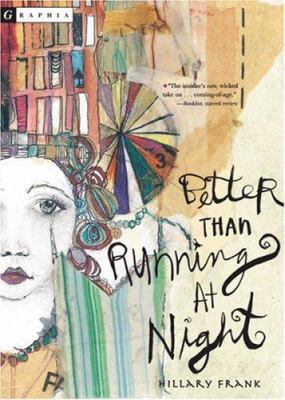 GRAPHIA
★"The insider's raw, wicked
take on . . . coming-of-age."
—Booklist starred review
3
Better
THAN
Running
At
Night
HILLARY FRANK